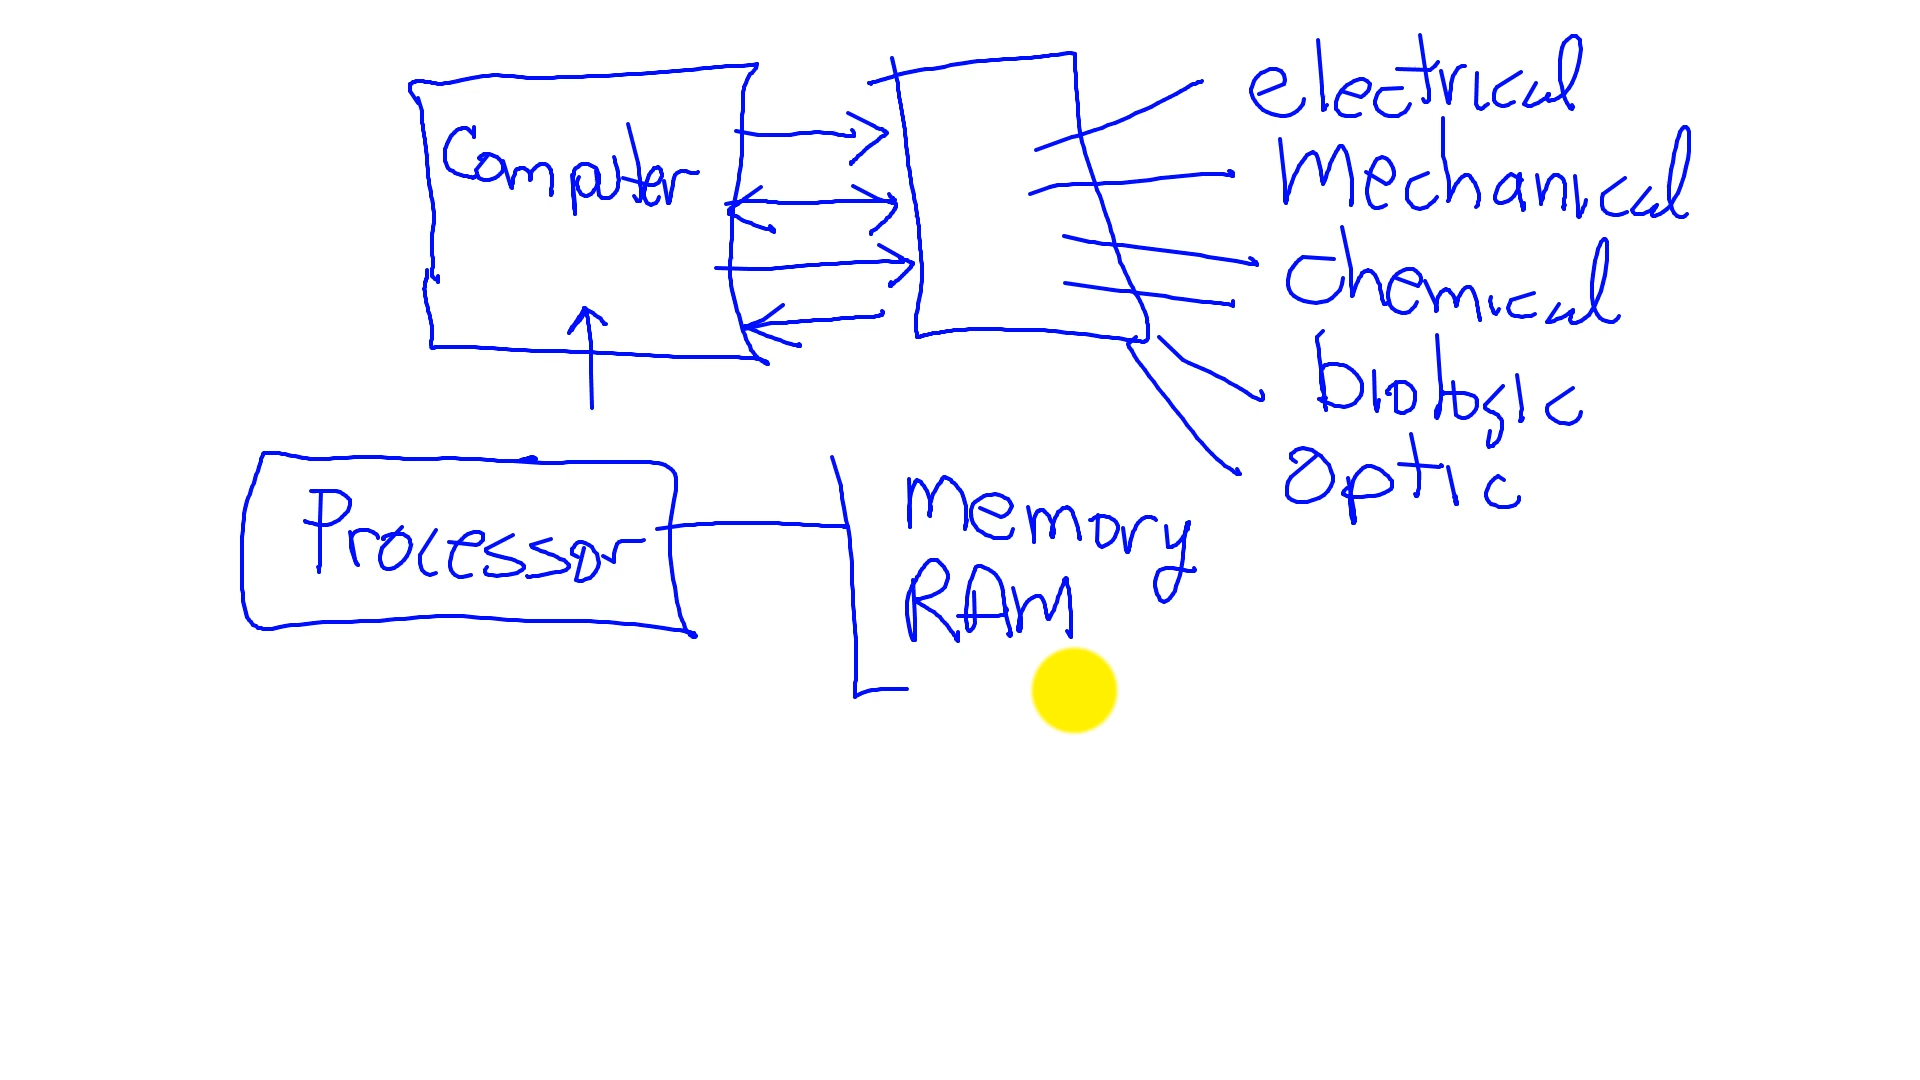 Computer
electrical
Mechanical
chemical
biologic
optic
Processor
Memory
RAM